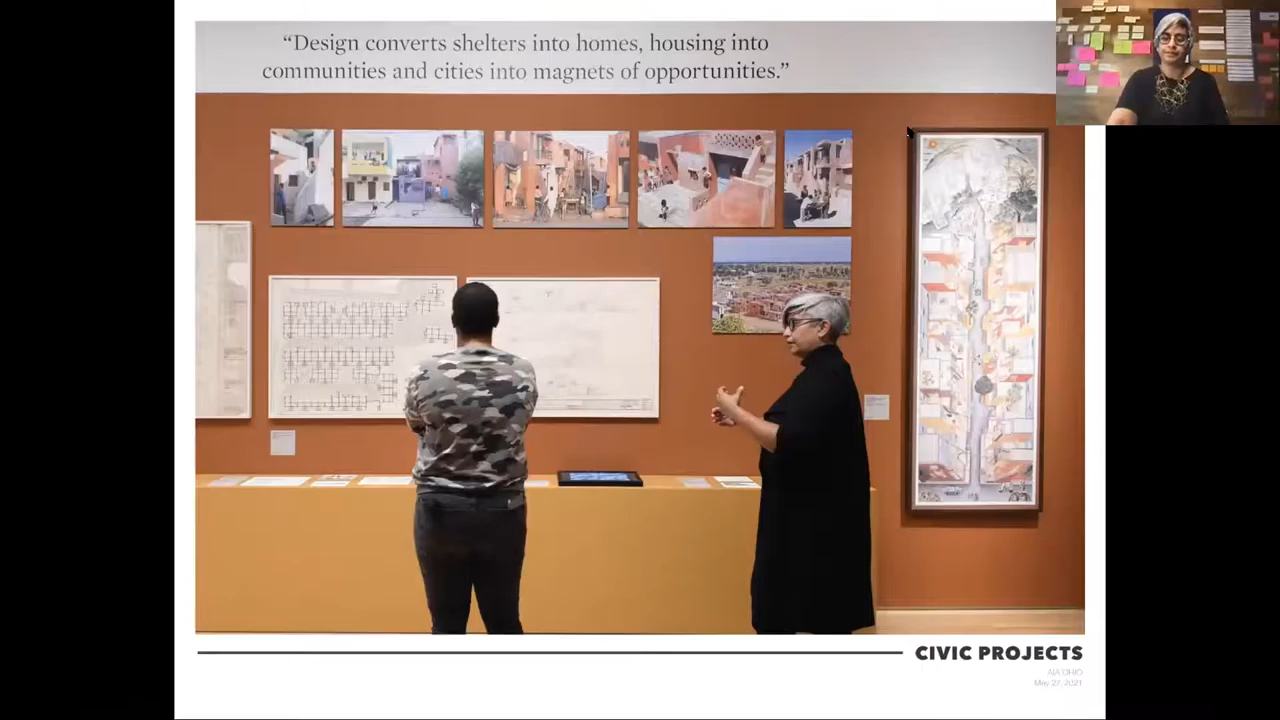 “Design converts shelters into homes, housing into
communities and cities into magnets of opportunities.”
CIVIC PROJECTS
AIA OHIO
May 27, 2021